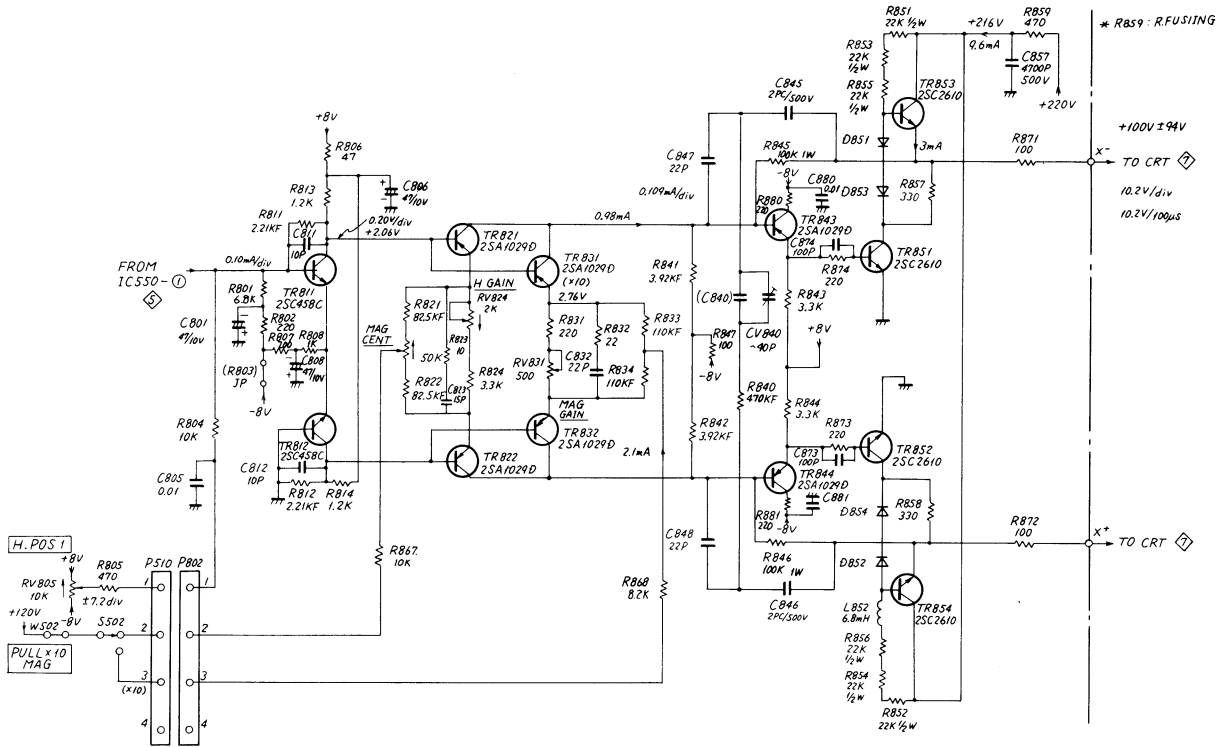 R851
22K ½W
+216V
9.6mA
R859
470
* R859 : R.FUSIING
R853
22K
½W
R855
22K
½W
C857
4700P
500V
+220V
TR853
2SC2610
C845
2PC/500V
D851
3mA
+100V ±94V
R871
100
X-
TO CRT 7
10.2V/div
10.2V/100µs
+8V
R806
47
C847
22P
R845
100K 1W
-8V
C880
0.01
D853
R857
330
R813
1.2K
C806
47/10V
R811
2.21KF
C811
10P
0.20V/div
+2.06V
0.109mA/div
0.98mA
R880
220
TR843
2SA1029D
TR821
2SA1029D
C874
100P
R874
220
TR851
2SC2610
FROM
IC550-①
5
0.10mA/div
TR811
2SC458C
TR831
2SA1029D
(x10)
2.76V
R841
3.92KF
(C840)
CV840
~40P
R843
3.3K
+8V
R801
6.8K
C801
47/10V
R802
220
R807
R808
1K
C808
47/10V
(R803)
JP
-8V
MAG
CENT
R821
82.5KF
H GAIN
RV824
2K
50K
R823
10
R831
220
R832
22
R833
110KF
R847
100
-8V
R822
82.5KF
C823
15P
R824
3.3K
RV831
500
C832
22P
R834
110KF
R840
470KF
R844
3.3K
MAG
GAIN
R804
10K
TR812
2SC458C
TR832
2SA1029D
R842
3.92KF
R873
220
C873
100P
TR852
2SC2610
TR822
2SA1029D
2.1mA
TR844
2SA1029D
C805
0.01
C812
10P
R812
2.21KF
R814
1.2K
C881
R881
220
-8V
D854
R858
330
R872
100
X+
TO CRT 7
C848
22P
R846
100K
1W
D852
H.POS 1
+8V
RV805
10K
-8V
R805
470
±7.2div
P510
P802
1
1
R867.
10K
R868
8.2K
C846
2PC/500V
L852
6.8mH
TR854
2SC2610
+120V
W502
S502
2
2
PULL x 10
MAG
(x10)
3
3
4
4
R856
22K
½W
R854
22K
½W
R852
22K ½W